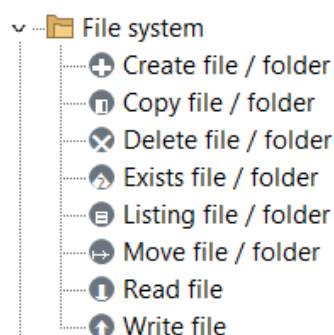 File system
Create file / folder
Copy file / folder
Delete file / folder
Exists file / folder
Listing file / folder
Move file / folder
Read file
Write file